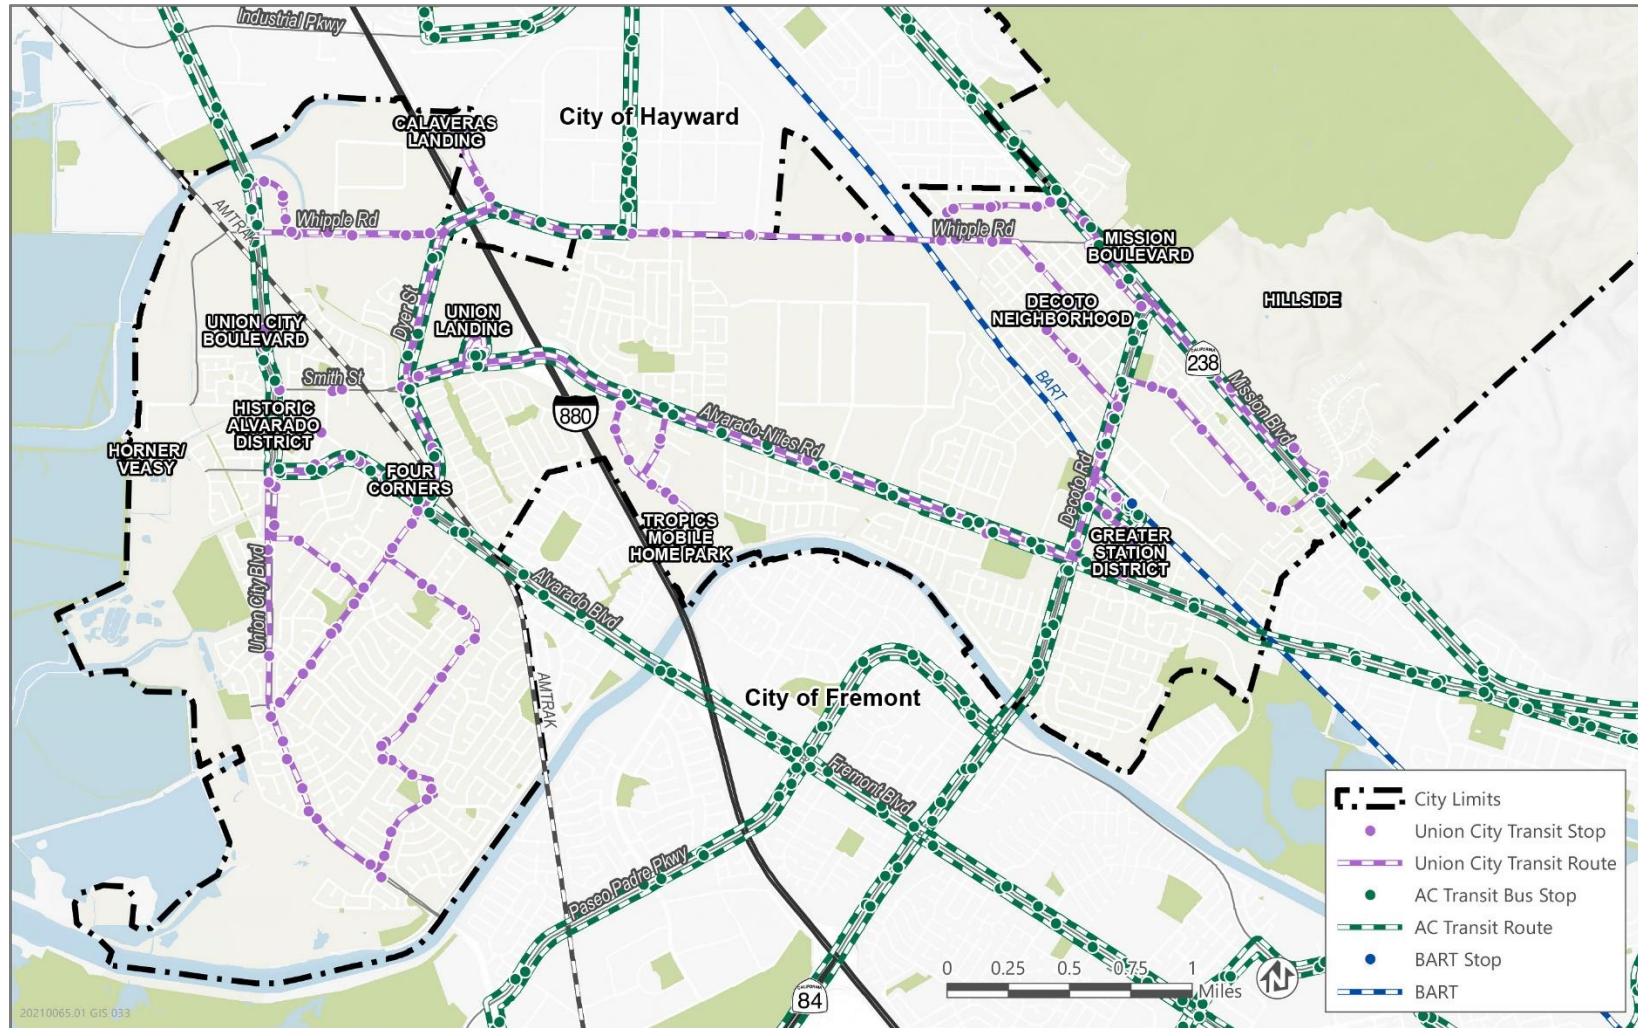 Industrial Pkwy
City of Hayward
CALAVERAS
LANDING
AMTRAK
Whipple Rd
Whipple Rd
MISSION
BOULEVARD
HILLSIDE
DECOTO
NEIGHBORHOOD
Dyer St
UNION
LANDING
UNION CITY
BOULEVARD
CALIFORNIA
238
Smith St
BART
880
Mission Blvd
HISTORIC
ALVARADO
DISTRICT
Alvarado-Niles Rd
HORNER/
VEASY
FOUR
CORNERS
Decoto Rd
TROPICS
MOBILE
HOME PARK
GREATER
STATION
DISTRICT
Union City Blvd
Alvarado Blvd
AMTRAK
City of Fremont
Fremont Blvd
Paseo Padre Pkwy
CALIFORNIA
84
0 0.25 0.5 0.75 1
Miles
N
City Limits
Union City Transit Stop
Union City Transit Route
AC Transit Bus Stop
AC Transit Route
BART Stop
BART
20210065.01 GIS 033